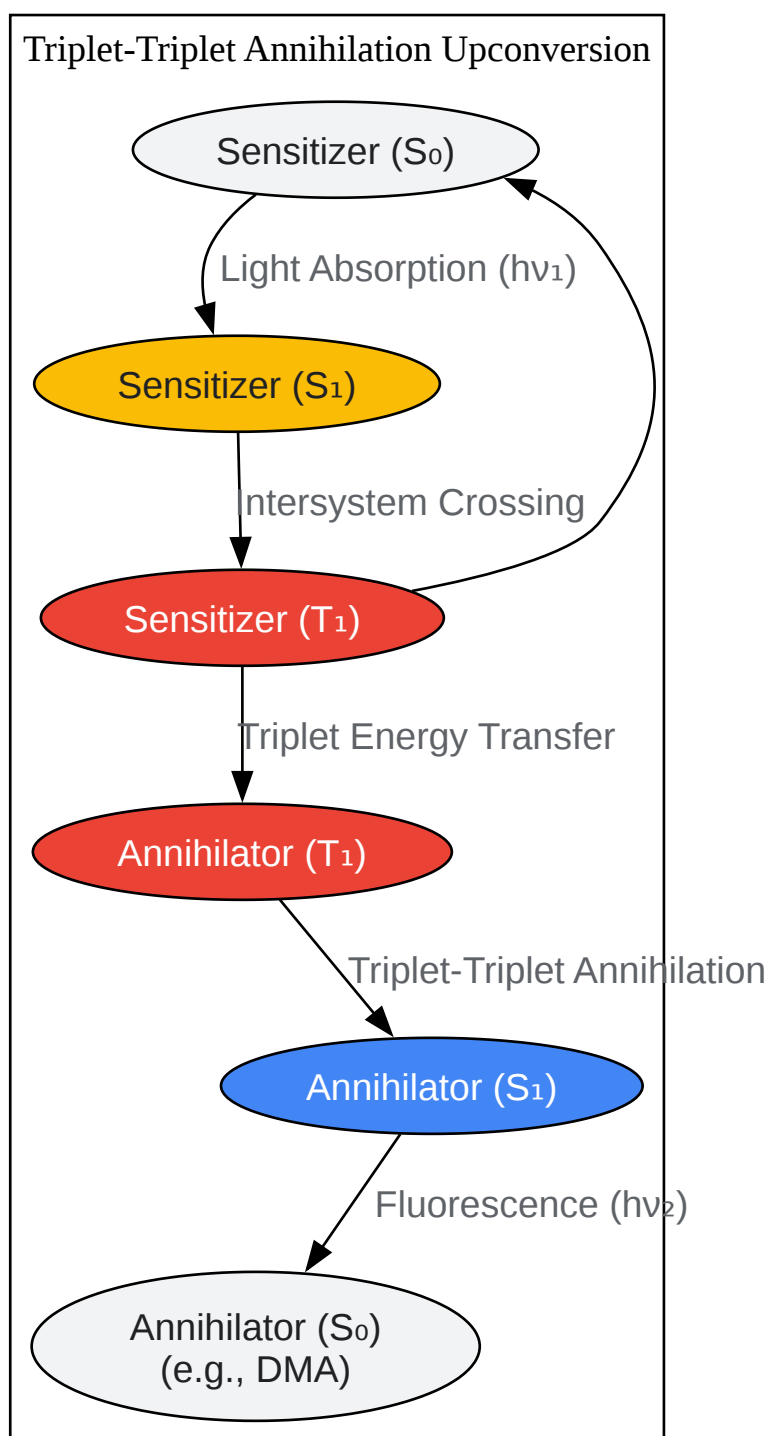 Triplet-Triplet Annihilation Upconversion
Sensitizer (S₀)
Light Absorption (hν₁)
Sensitizer (S₁)
Intersystem Crossing
Sensitizer (T₁)
Triplet Energy Transfer
Annihilator (T₁)
Triplet-Triplet Annihilation
Annihilator (S₁)
Fluorescence (hν₂)
Annihilator (S₀)
(e.g., DMA)